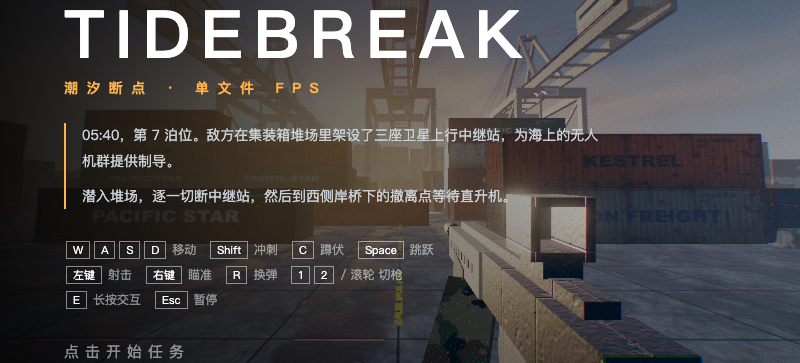 TIDEBREAK
潮汐断点 · 单文件 FPS
05:40，第 7 泊位。敌方在集装箱堆场里架设了三座卫星上行中继站，为海上的无人
机群提供制导。
潜入堆场，逐一切断中继站，然后到西侧岸桥下的撤离点等待直升机。
W A S D 移动 Shift 冲刺 C 蹲伏 Space 跳跃
左键 射击 右键 瞄准 R 换弹 1 2 / 滚轮 切枪
E 长按交互 Esc 暂停
点击开始任务
KESTREL
PACIFIC STAR
ON FREIGHT